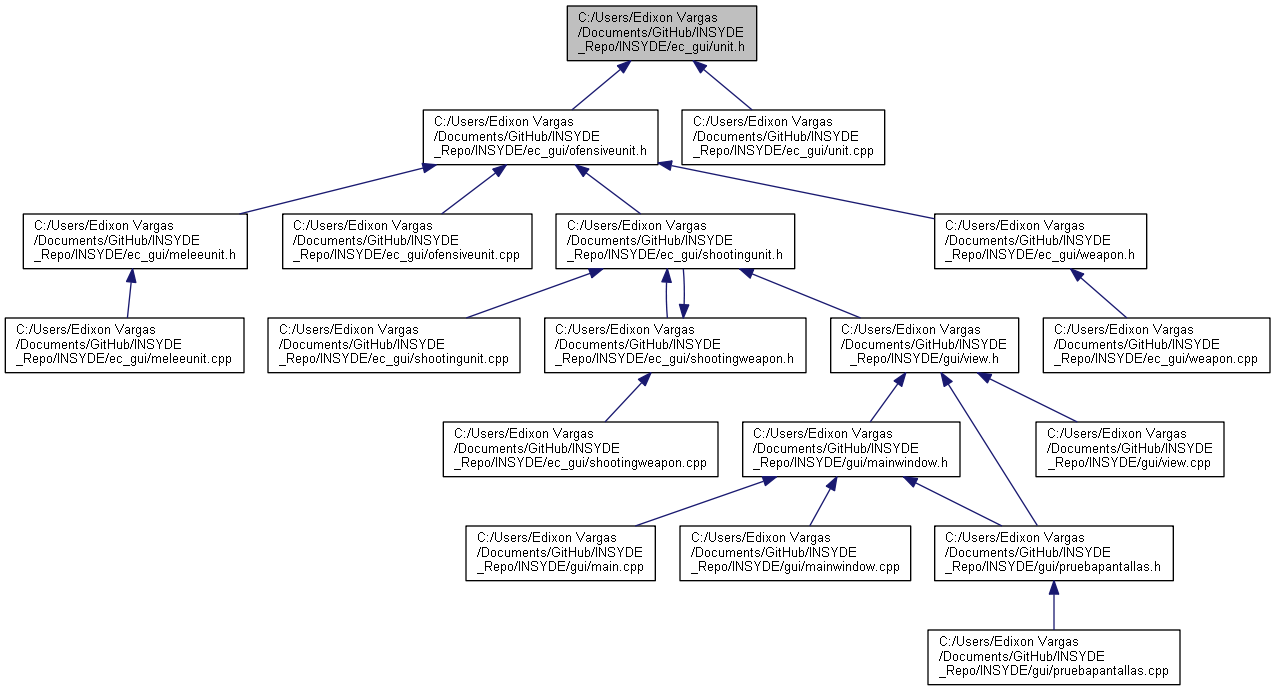 C:/Users/Edixon Vargas
/Documents/GitHub/INSYDE
_Repo/INSYDE/ec_gui/unit.h
C:/Users/Edixon Vargas
/Documents/GitHub/INSYDE
_Repo/INSYDE/ec_gui/ofensiveunit.h
C:/Users/Edixon Vargas
/Documents/GitHub/INSYDE
_Repo/INSYDE/ec_gui/unit.cpp
C:/Users/Edixon Vargas
/Documents/GitHub/INSYDE
_Repo/INSYDE/ec_gui/meleeunit.h
C:/Users/Edixon Vargas
/Documents/GitHub/INSYDE
_Repo/INSYDE/ec_gui/ofensiveunit.cpp
C:/Users/Edixon Vargas
/Documents/GitHub/INSYDE
_Repo/INSYDE/ec_gui/shootingunit.h
C:/Users/Edixon Vargas
/Documents/GitHub/INSYDE
_Repo/INSYDE/ec_gui/weapon.h
C:/Users/Edixon Vargas
/Documents/GitHub/INSYDE
_Repo/INSYDE/ec_gui/meleeunit.cpp
C:/Users/Edixon Vargas
/Documents/GitHub/INSYDE
_Repo/INSYDE/ec_gui/shootingunit.cpp
C:/Users/Edixon Vargas
/Documents/GitHub/INSYDE
_Repo/INSYDE/ec_gui/shootingweapon.h
C:/Users/Edixon Vargas
/Documents/GitHub/INSYDE
_Repo/INSYDE/gui/view.h
C:/Users/Edixon Vargas
/Documents/GitHub/INSYDE
_Repo/INSYDE/ec_gui/weapon.cpp
C:/Users/Edixon Vargas
/Documents/GitHub/INSYDE
_Repo/INSYDE/ec_gui/shootingweapon.cpp
C:/Users/Edixon Vargas
/Documents/GitHub/INSYDE
_Repo/INSYDE/gui/mainwindow.h
C:/Users/Edixon Vargas
/Documents/GitHub/INSYDE
_Repo/INSYDE/gui/view.cpp
C:/Users/Edixon Vargas
/Documents/GitHub/INSYDE
_Repo/INSYDE/gui/main.cpp
C:/Users/Edixon Vargas
/Documents/GitHub/INSYDE
_Repo/INSYDE/gui/mainwindow.cpp
C:/Users/Edixon Vargas
/Documents/GitHub/INSYDE
_Repo/INSYDE/gui/pruebapantallas.h
C:/Users/Edixon Vargas
/Documents/GitHub/INSYDE
_Repo/INSYDE/gui/pruebapantallas.cpp